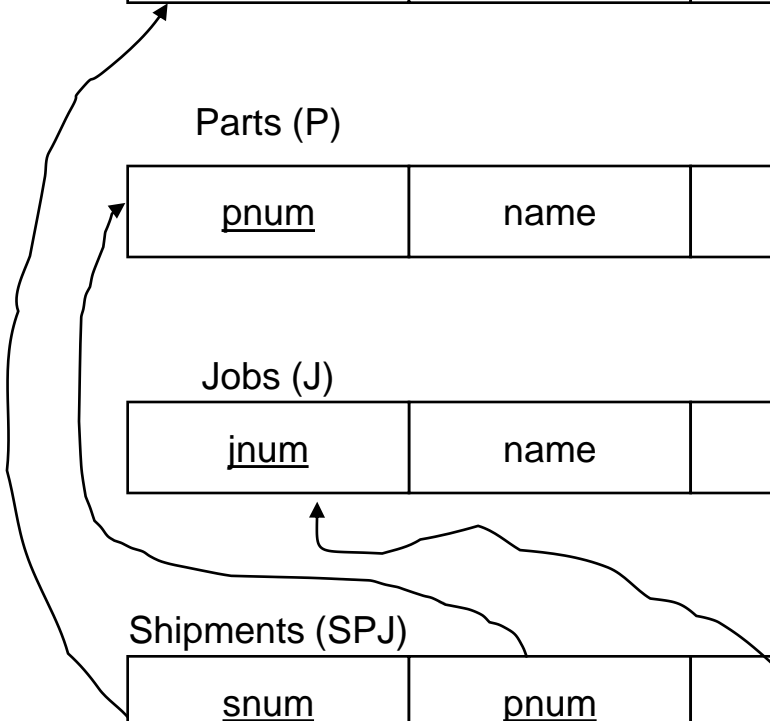 Parts (P)
pnum name
Jobs (J)
jnum name
Shipments (SPJ)
snum pnum